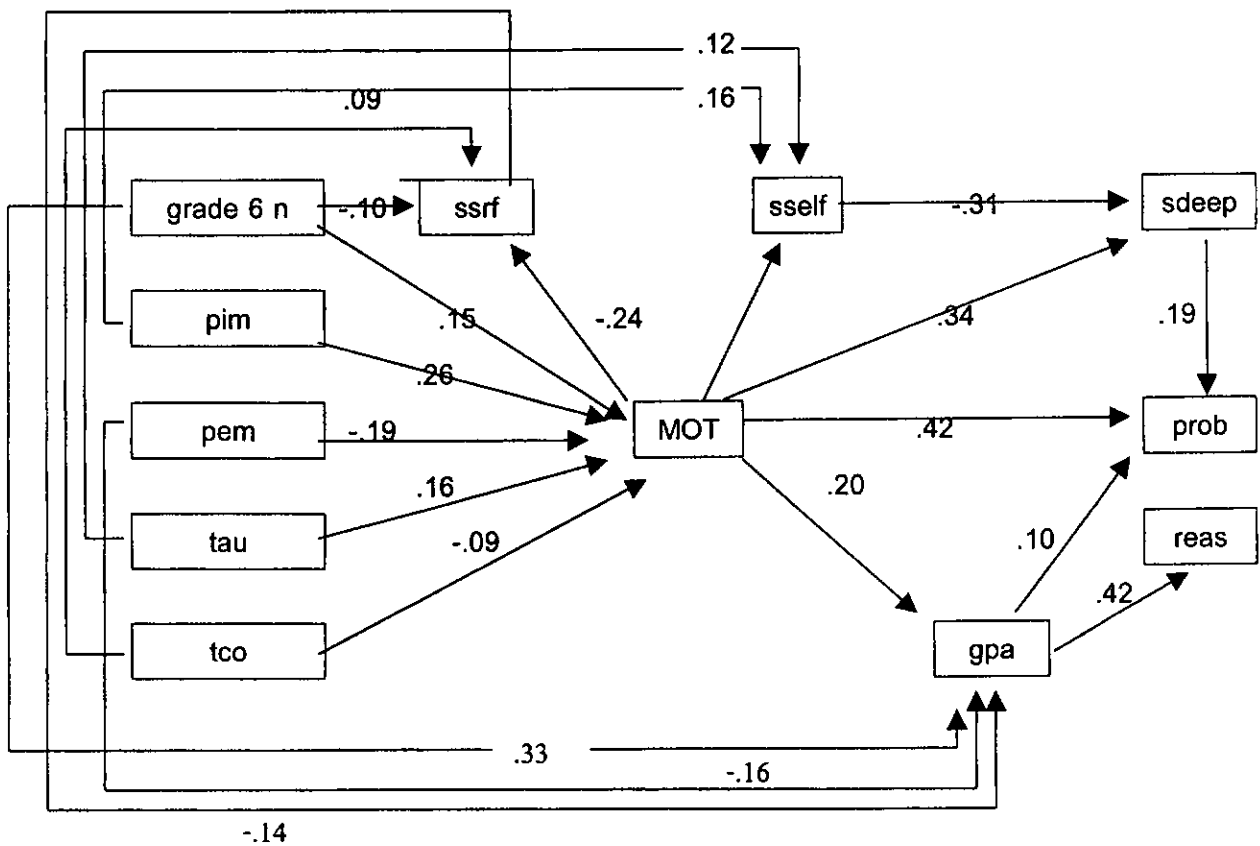 .12
.16
.09
grade 6 n
-.10
ssrf
sself
-.31
sdeep
pim
.15
-.24
.34
.19
.26
pem
-.19
MOT
.42
prob
.16
.20
tau
-.09
.10
reas
.42
tco
gpa
.33
-.16
-.14